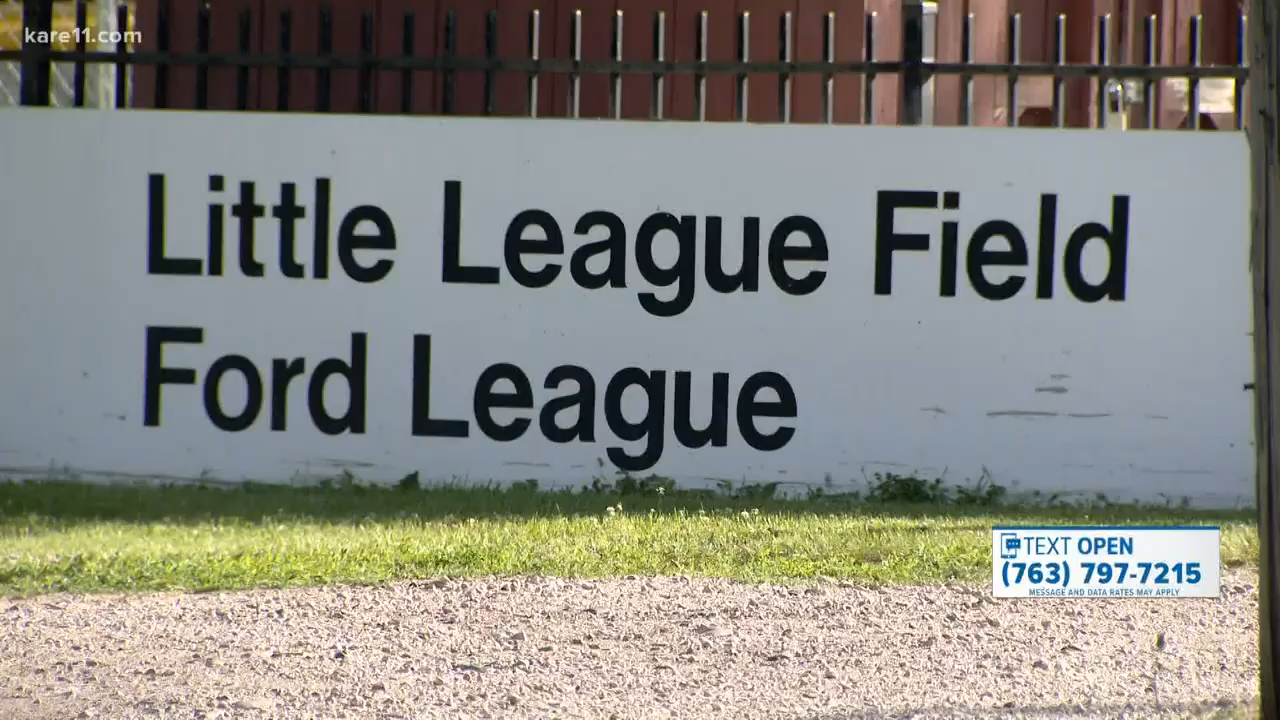 kare11.com
Little League Field
Ford League
TEXT OPEN
(763) 797-7215
MESSAGE AND DATA RATES MAY APPLY